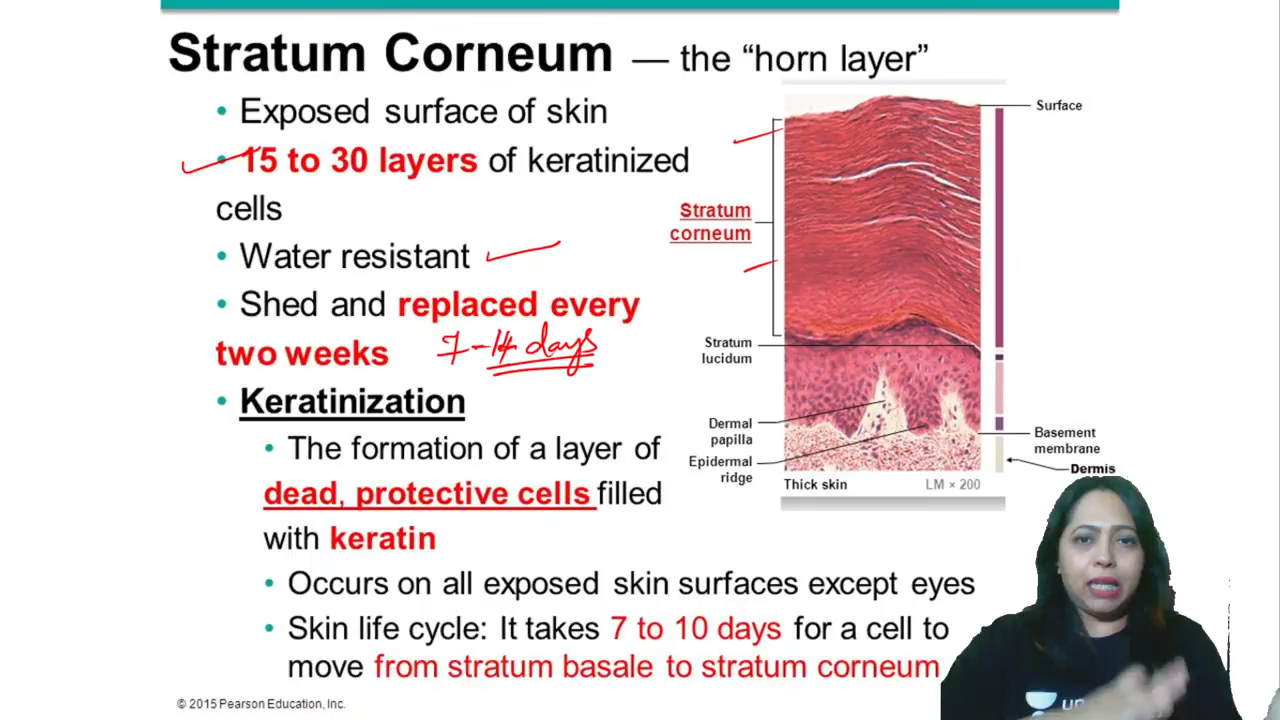 Stratum Corneum — the “horn layer”
• Exposed surface of skin
• 15 to 30 layers of keratinized
cells
• Water resistant
• Shed and replaced every
two weeks 7-14 days
• Keratinization
• The formation of a layer of
dead, protective cells filled
with keratin
• Occurs on all exposed skin surfaces except eyes
• Skin life cycle: It takes 7 to 10 days for a cell to
move from stratum basale to stratum corneum
Surface
Stratum
corneum
Stratum
lucidum
Dermal
papilla
Epidermal
ridge
Basement
membrane
Dermis
Thick skin LM × 200
© 2015 Pearson Education, Inc.